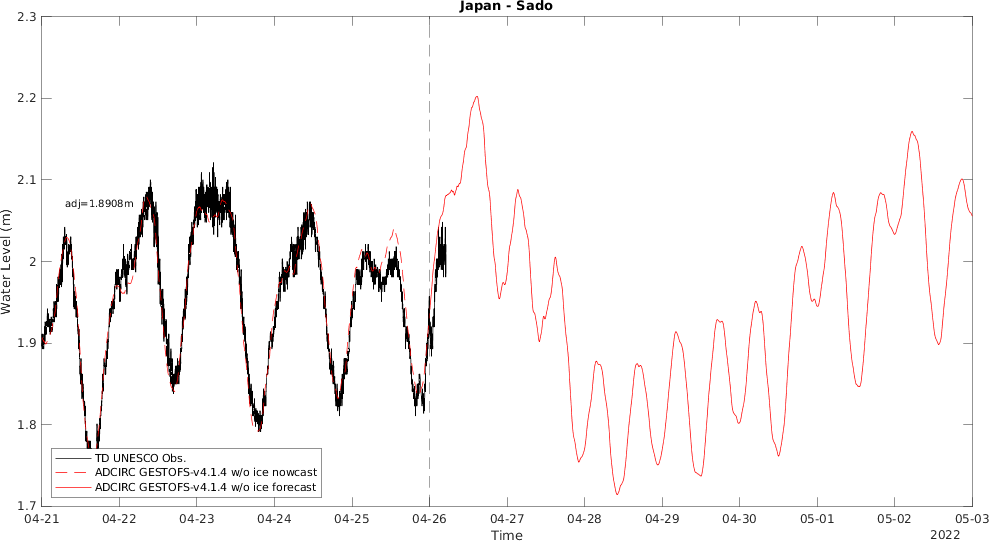 Japan - Sado
2.3
2.2
2.1
adj=1.8908m
2
Water Level (m)
1.9
1.8
TD UNESCO Obs.
ADCIRC GESTOFS-v4.1.4 w/o ice nowcast
ADCIRC GESTOFS-v4.1.4 w/o ice forecast
1.7
04-21 04-22 04-23 04-24 04-25 04-26 04-27 04-28 04-29 04-30 05-01 05-02 05-03
Time
2022